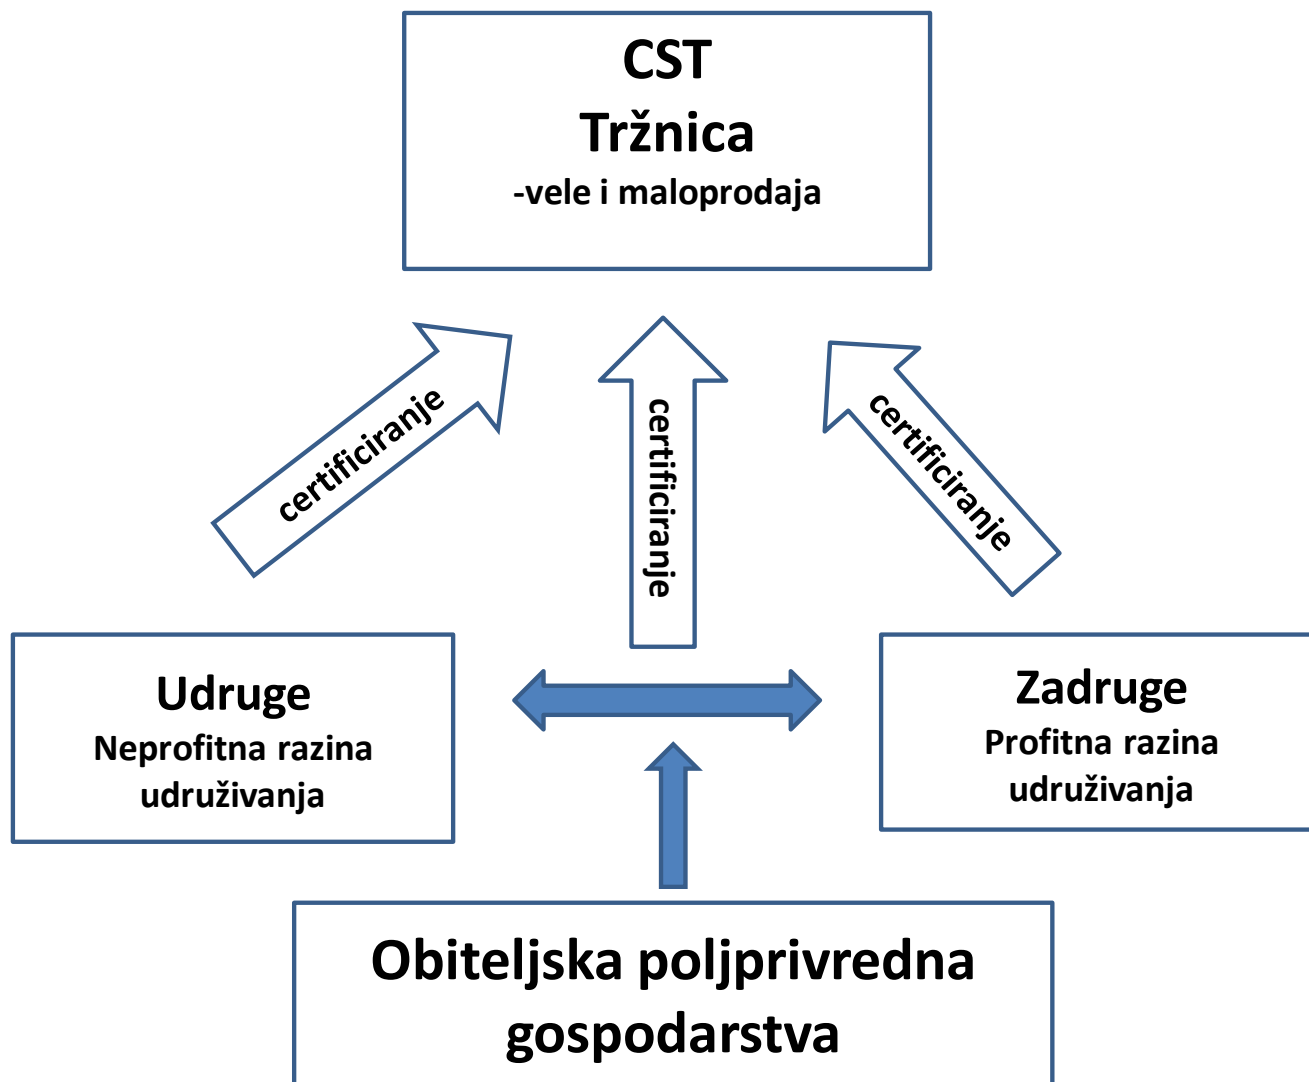 CST
Tržnica
-vele i maloprodaja
certificiranje
certificiranje
certificiranje
Udruge
Neprofitna razina
udruživanja
Zadruge
Profitna razina
udruživanja
Obiteljska poljprivredna
gospodarstva